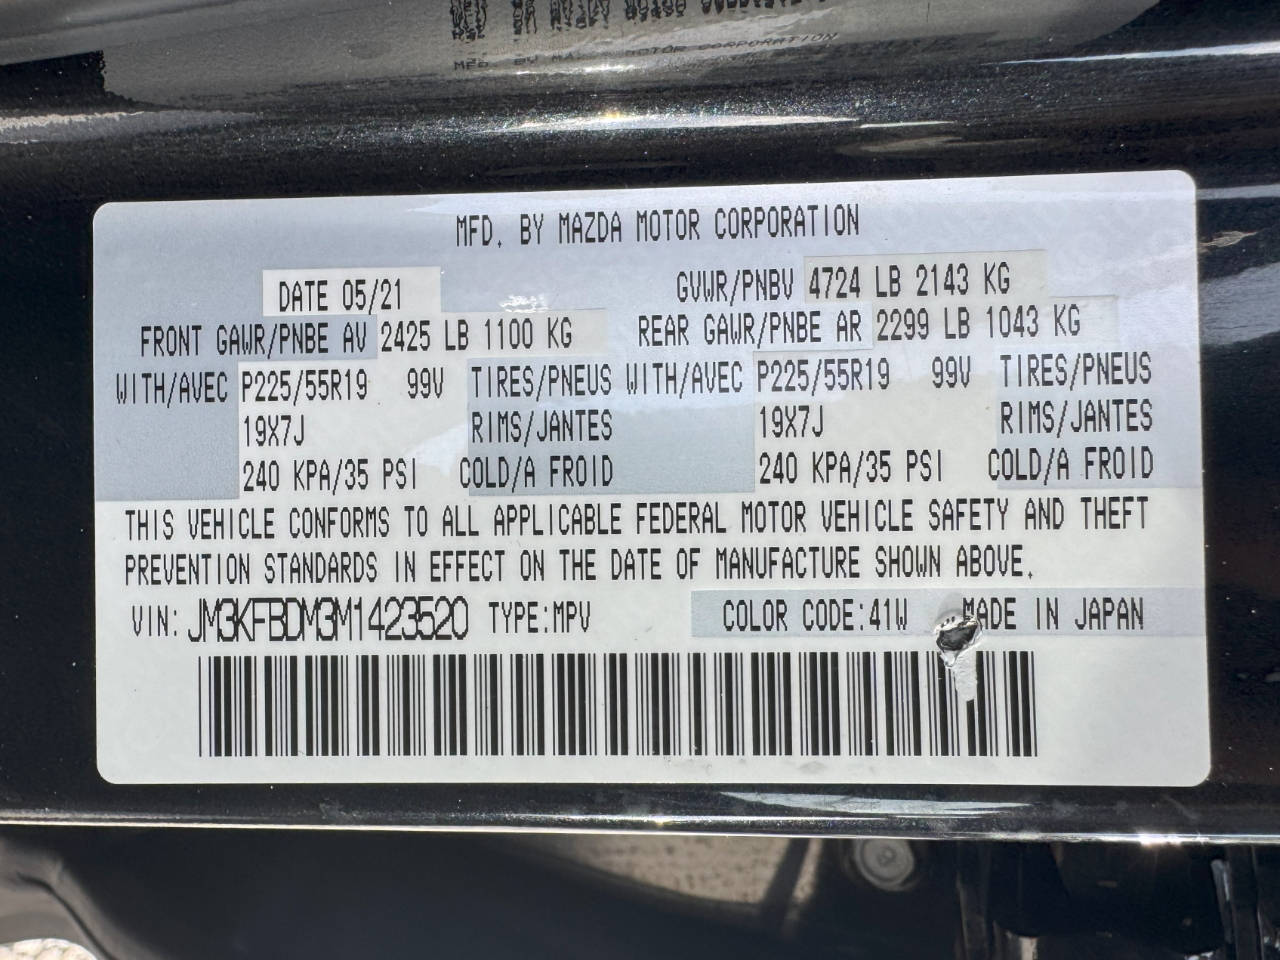 MFD. BY MAZDA MOTOR CORPORATION
MFD. BY MAZDA MOTOR CORPORATION
DATE 05/21 GVWR/PNBV 4724 LB 2143 KG
FRONT GAWR/PNBE AV 2425 LB 1100 KG REAR GAWR/PNBE AR 2299 LB 1043 KG
WITH/AVEC P225/55R19 99V TIRES/PNEUS WITH/AVEC P225/55R19 99V TIRES/PNEUS
19X7J RIMS/JANTES 19X7J RIMS/JANTES
240 KPA/35 PSI COLD/A FROID 240 KPA/35 PSI COLD/A FROID
THIS VEHICLE CONFORMS TO ALL APPLICABLE FEDERAL MOTOR VEHICLE SAFETY AND THEFT
PREVENTION STANDARDS IN EFFECT ON THE DATE OF MANUFACTURE SHOWN ABOVE.
VIN: JM3KFBDM3M1423520 TYPE:MPV COLOR CODE:41W MADE IN JAPAN